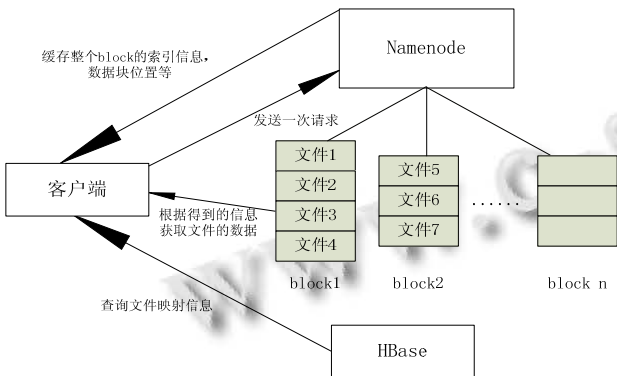 缓存整个block的索引信息，
数据块位置等
Namenode
发送一次请求
客户端
根据得到的信息
获取文件的数据
文件1
文件2
文件3
文件4
文件5
文件6
文件7
......
block1
block2
block n
查询文件映射信息
HBase